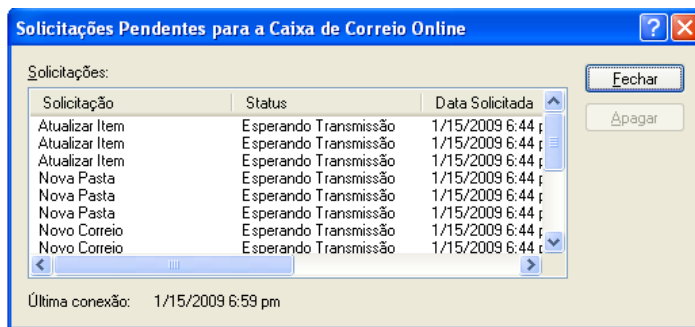 Solicitações Pendentes para a Caixa de Correio Online
Solicitações:
Fechar
Solicitação Status Data Solicitada
Apagar
Atualizar Item Esperando Transmissão 1/15/2009 6:44 p
Atualizar Item Esperando Transmissão 1/15/2009 6:44 p
Atualizar Item Esperando Transmissão 1/15/2009 6:44 p
Nova Pasta Esperando Transmissão 1/15/2009 6:44 p
Nova Pasta Esperando Transmissão 1/15/2009 6:44 p
Nova Pasta Esperando Transmissão 1/15/2009 6:44 p
Novo Correio Esperando Transmissão 1/15/2009 6:44 p
Novo Correio Esperando Transmissão 1/15/2009 6:44 p
Última conexão: 1/15/2009 6:59 pm